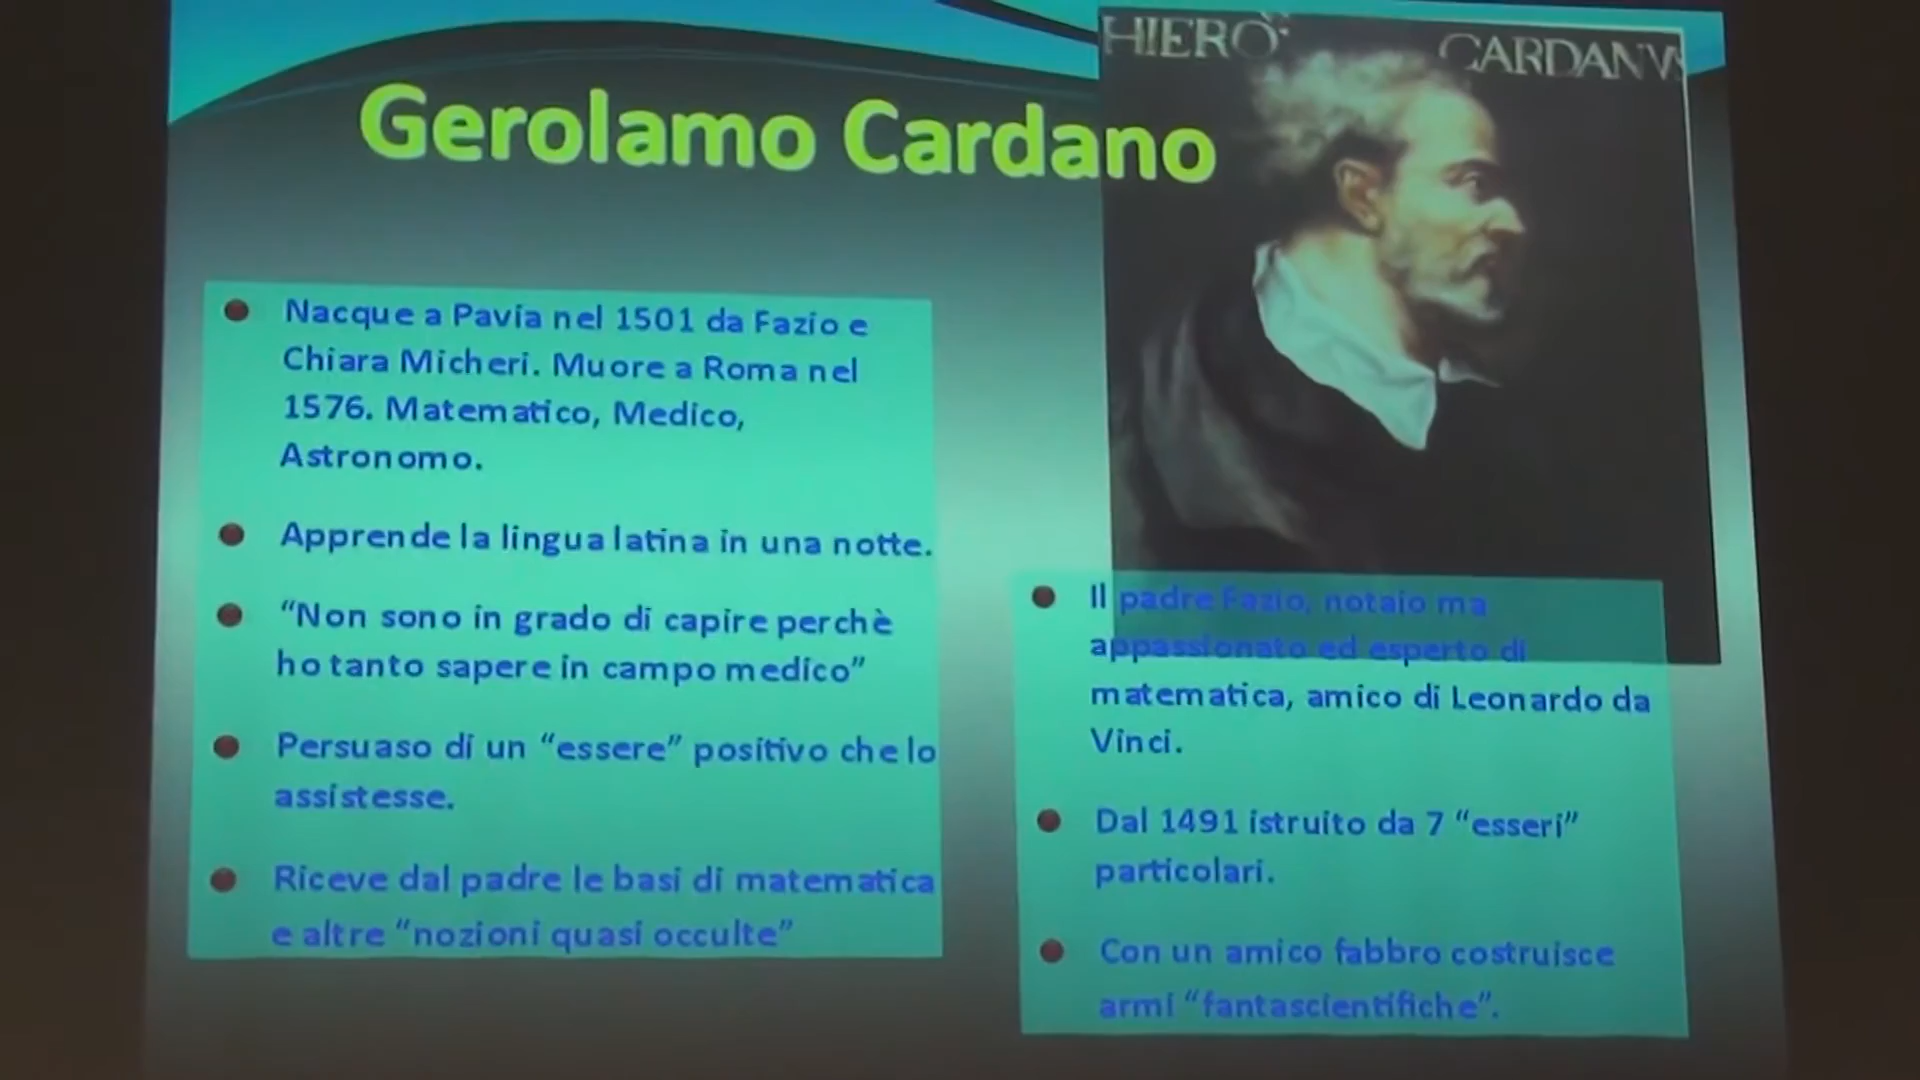 HIERO
CARDANVS
Gerolamo Cardano
Nacque a Pavia nel 1501 da Fazio e
Chiara Micheri. Muore a Roma nel
1576. Matematico, Medico,
Astronomo.
Apprende la lingua latina in una notte.
“Non sono in grado di capire perchè
ho tanto sapere in campo medico”
Persuaso di un “essere” positivo che lo
assistesse.
Riceve dal padre le basi di matematica
e altre “nozioni quasi occulte”
Il padre Fazio, notaio ma
appassionato ed esperto di
matematica, amico di Leonardo da
Vinci.
Dal 1491 istruito da 7 “esseri”
particolari.
Con un amico fabbro costruisce
armi “fantascientifiche”.